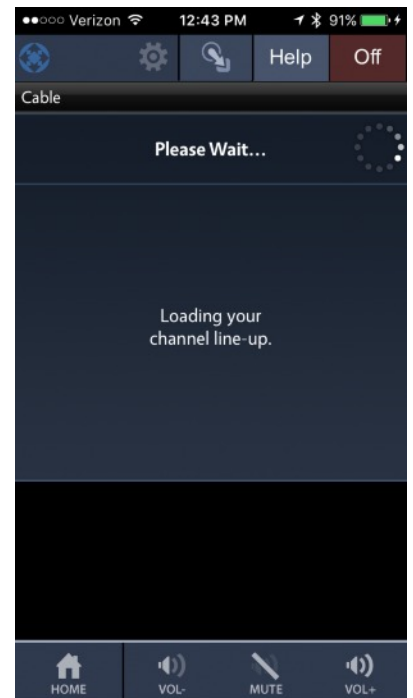 Verizon 12:43 PM 91%
Help Off
Cable
Please Wait...
Loading your
channel line-up.
HOME VOL- MUTE VOL+